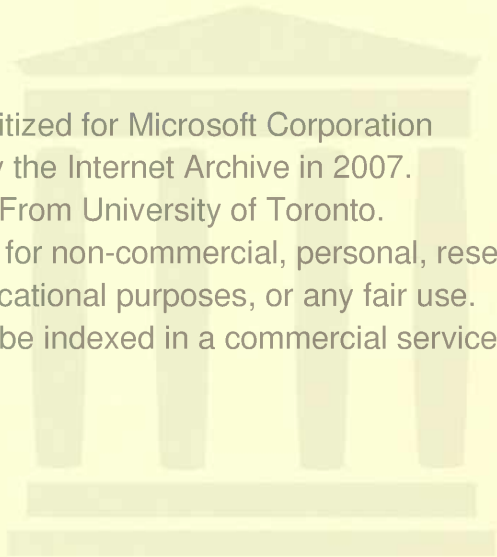 itized for Microsoft Corporation
the Internet Archive in 2007.
From University of Toronto.
for non-commercial, personal, rese
cational purposes, or any fair use.
be indexed in a commercial service